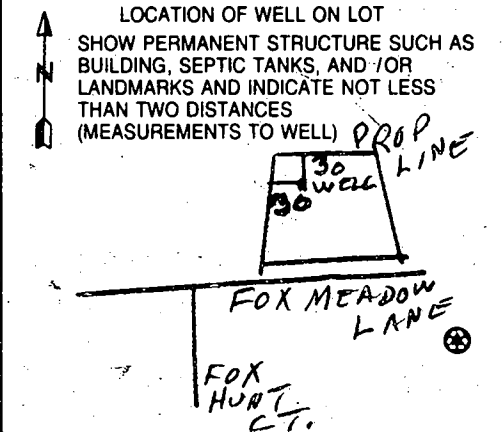 LOCATION OF WELL ON LOT
SHOW PERMANENT STRUCTURE SUCH AS
BUILDING, SEPTIC TANKS, AND /OR
LANDMARKS AND INDICATE NOT LESS
THAN TWO DISTANCES
(MEASUREMENTS TO WELL)
N
PROP
LINE
30
WELL
30
FOX MEADOW
LANE
FOX
HUNT
CT.